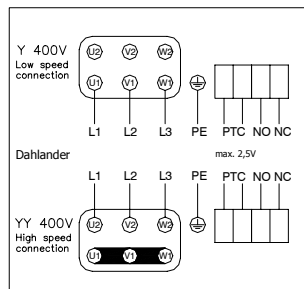 Y 400V
Low speed
connection
U2 V2 W2
U1 V1 W1
L1 L2 L3 PE PTC NO NC
Dahlander
max. 2,5V
L1 L2 L3 PE PTC NO NC
YY 400V
High speed
connection
U2 V2 W2
U1 V1 W1